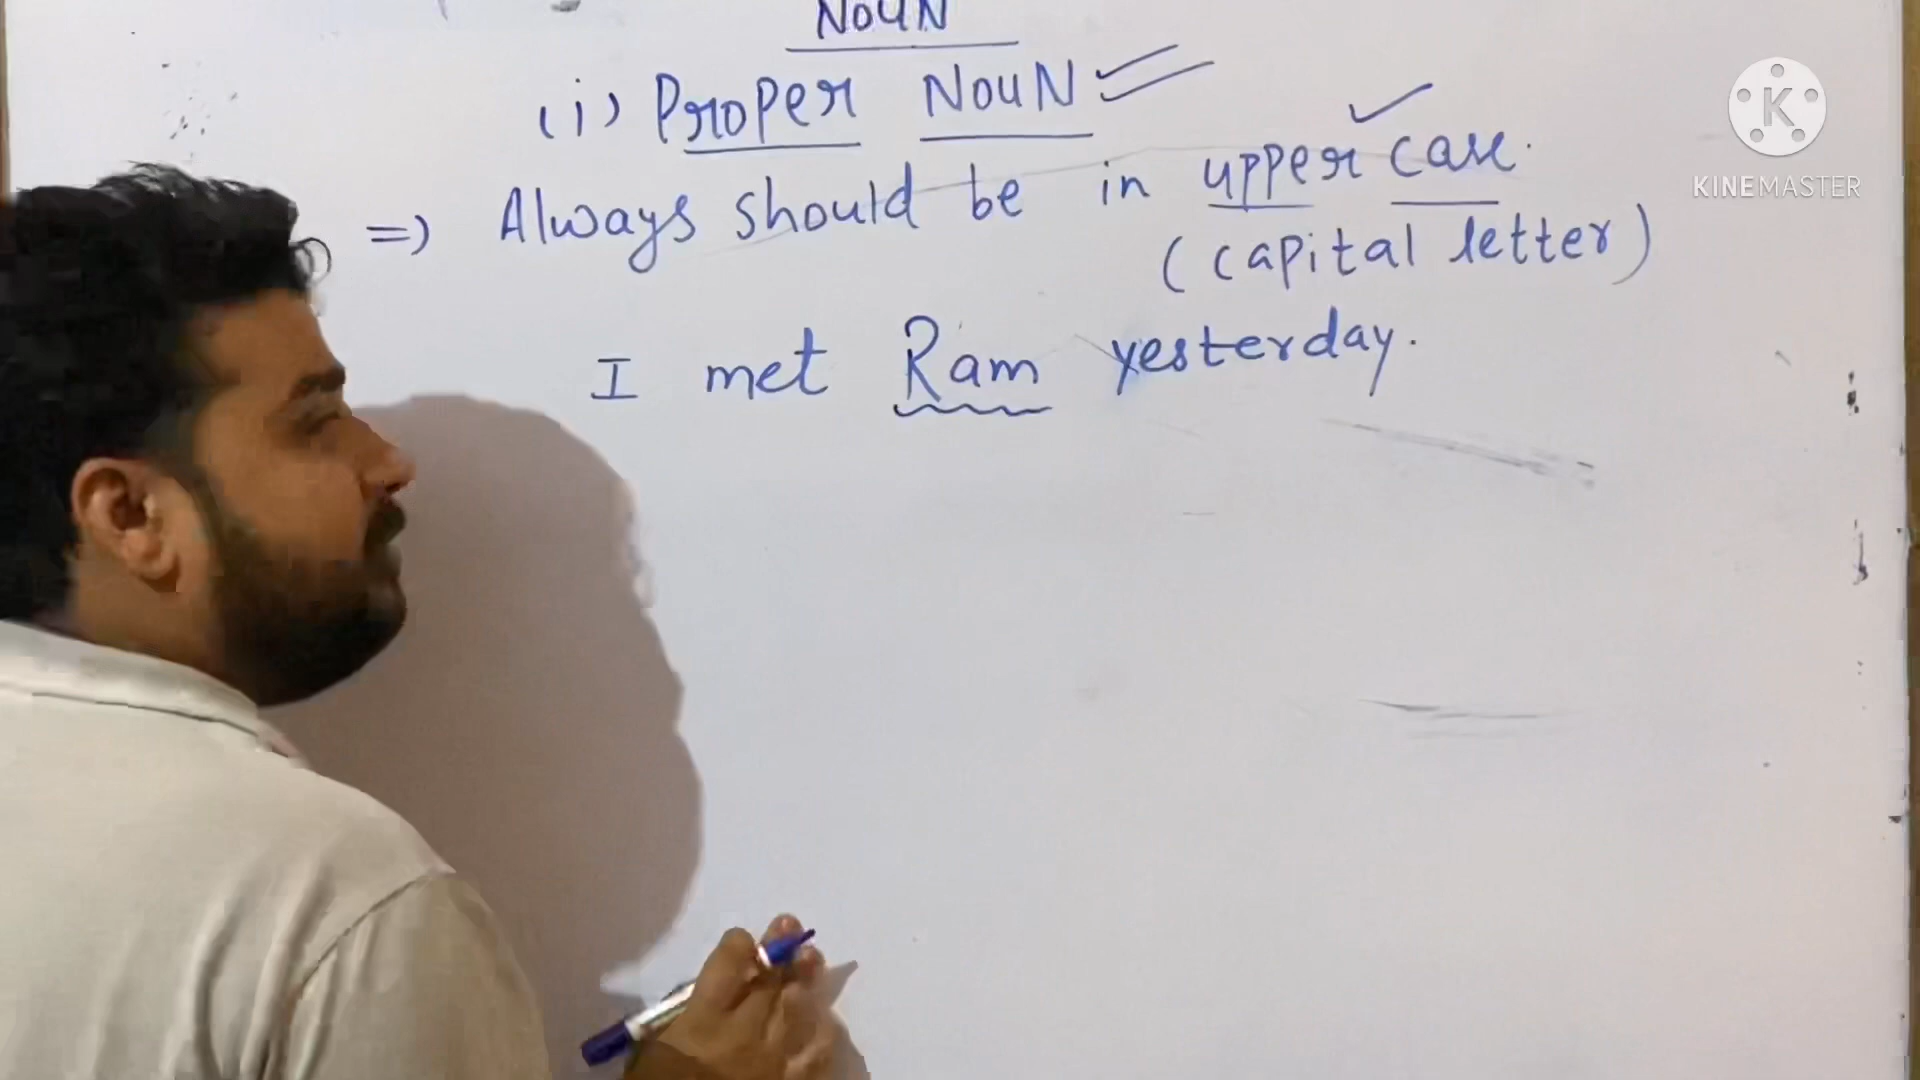 NOUN
(i) Proper NOUN
=) Always should be in upper case.
(capital letter)
I met Ram yesterday.
K
KINEMASTER